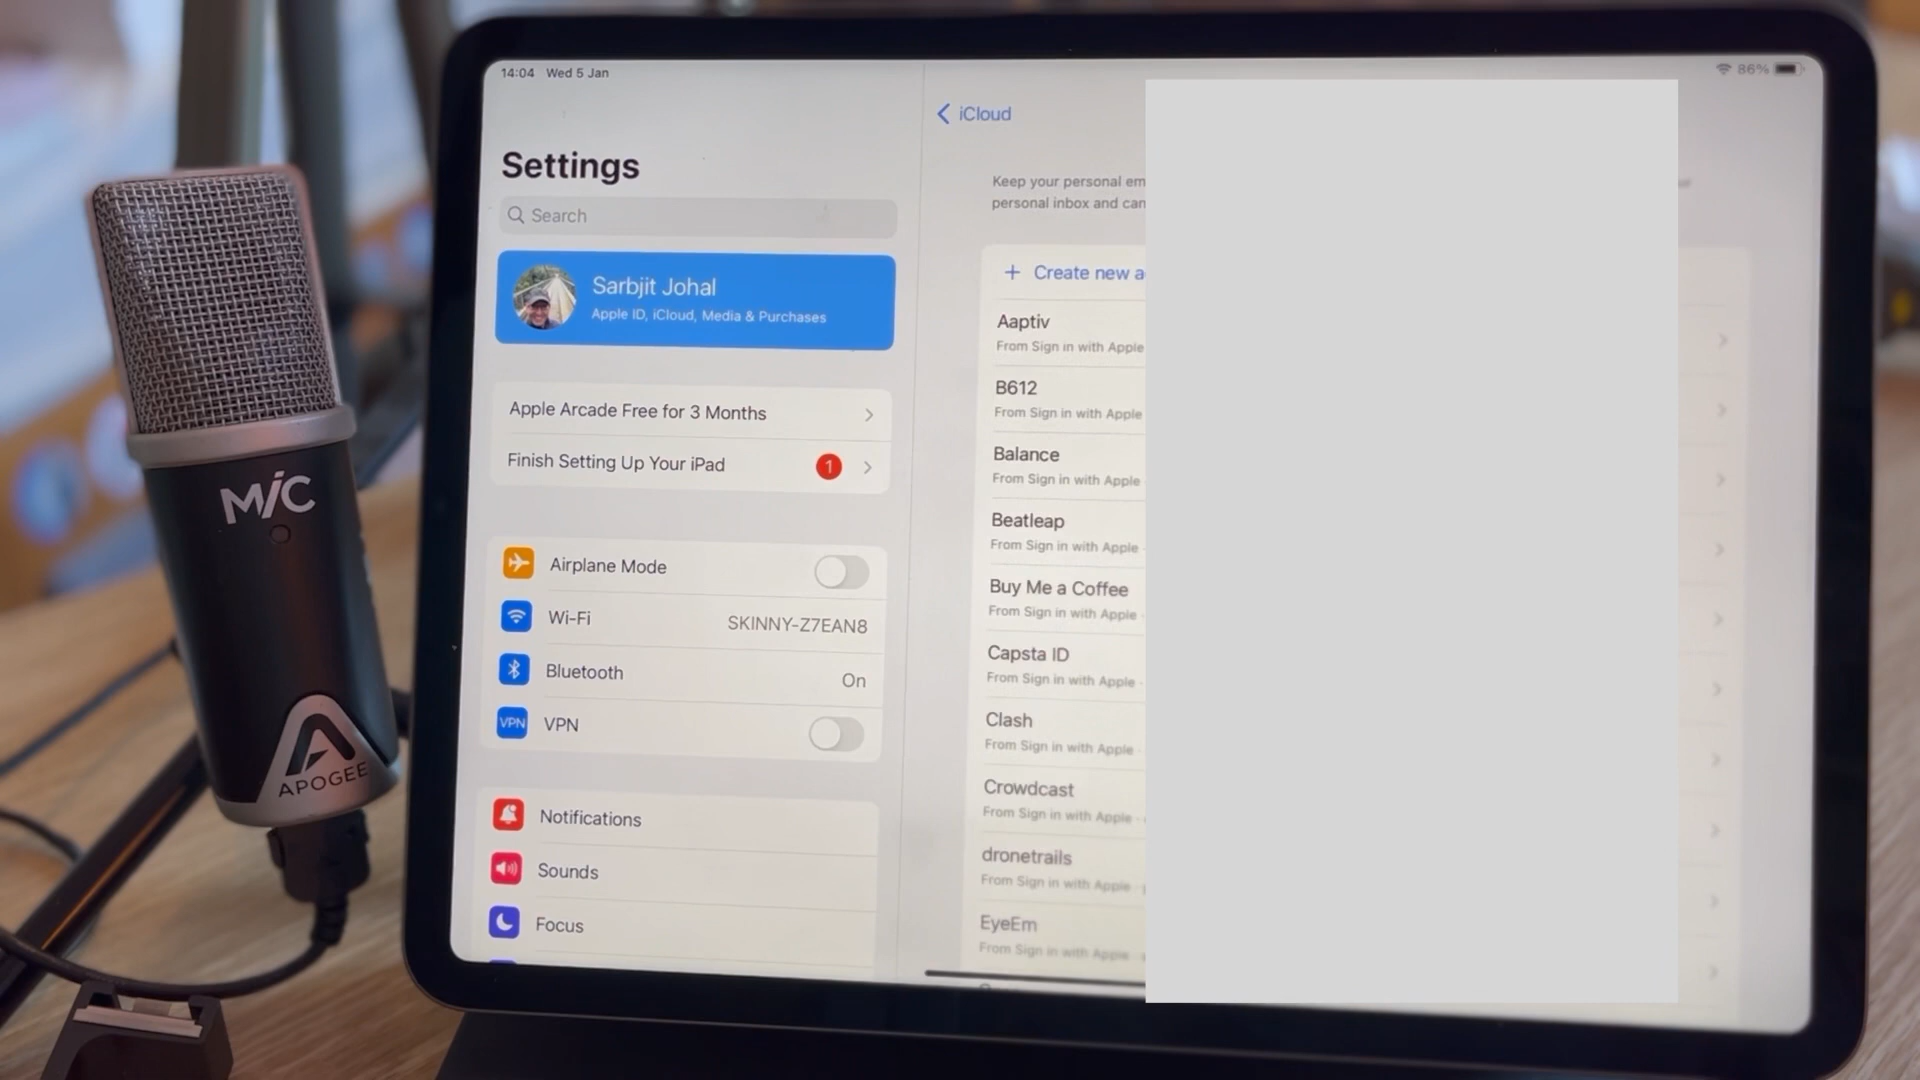 14:04 Wed 5 Jan
86%
Settings
Search
Sarbjit Johal
Apple ID, iCloud, Media & Purchases
Apple Arcade Free for 3 Months
Finish Setting Up Your iPad 1
Airplane Mode
Wi-Fi SKINNY-Z7EAN8
Bluetooth On
VPN VPN
Notifications
Sounds
Focus
iCloud
Keep your personal em
personal inbox and can
+ Create new a
Aaptiv
From Sign in with Apple
B612
From Sign in with Apple
Balance
From Sign in with Apple
Beatleap
From Sign in with Apple
Buy Me a Coffee
From Sign in with Apple
Capsta ID
From Sign in with Apple
Clash
From Sign in with Apple
Crowdcast
From Sign in with Apple
dronetrails
From Sign in with Apple
EyeEm
From Sign in with Apple
MiC
APOGEE